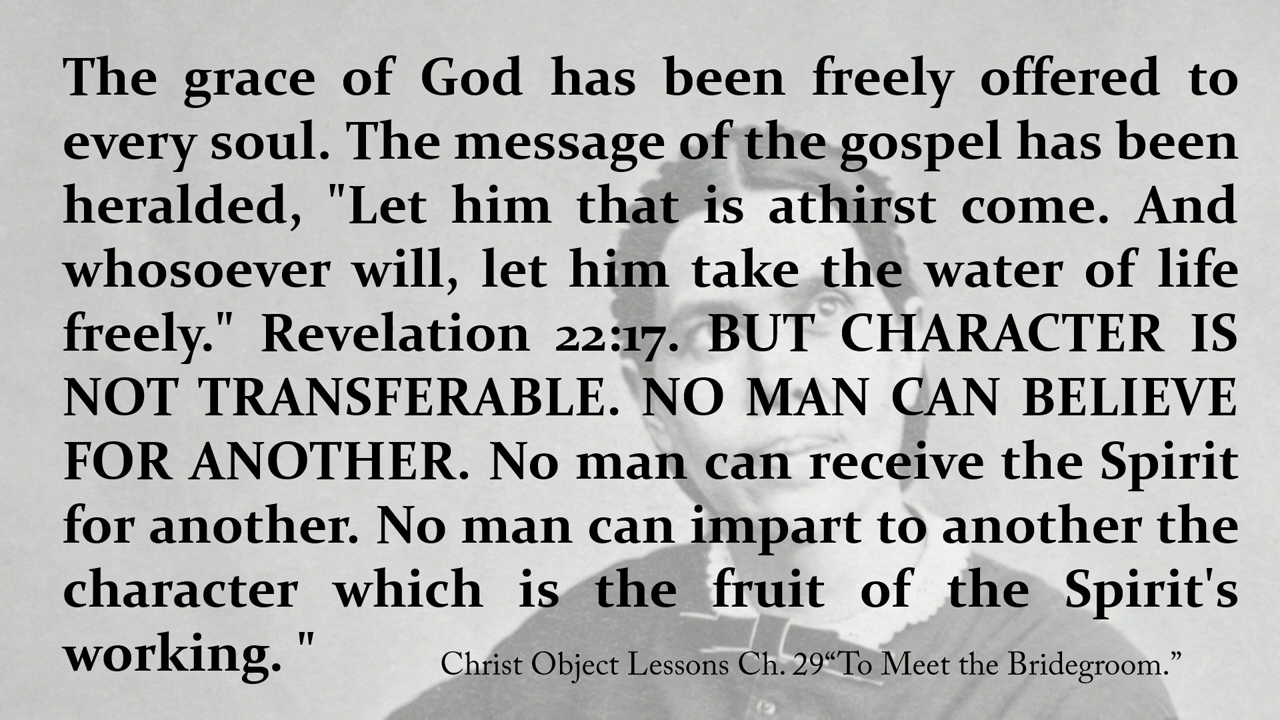 The grace of God has been freely offered to
every soul. The message of the gospel has been
heralded, "Let him that is athirst come. And
whosoever will, let him take the water of life
freely." Revelation 22:17. BUT CHARACTER IS
NOT TRANSFERABLE. NO MAN CAN BELIEVE
FOR ANOTHER. No man can receive the Spirit
for another. No man can impart to another the
character which is the fruit of the Spirit's
working. "
Christ Object Lessons Ch. 29“To Meet the Bridegroom.”